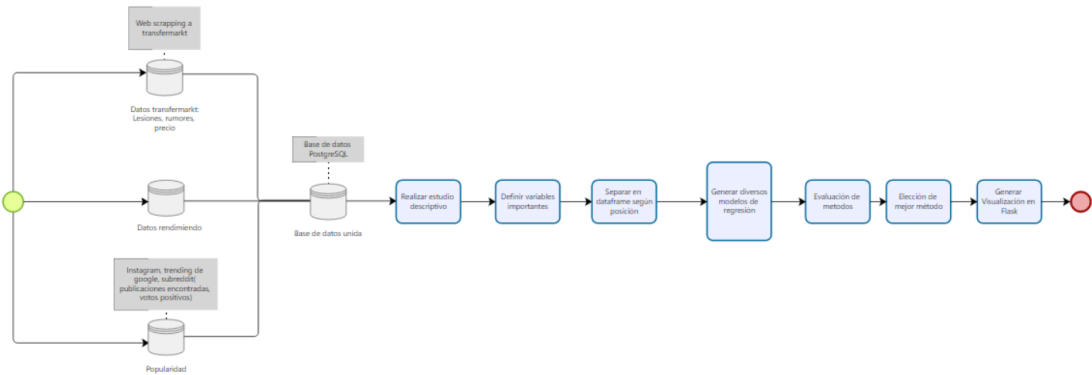 Web scrapping a
transfermarkt
Datos transfermarkt:
Lesiones, rumores,
precio
Base de datos
PostgreSQL
Realizar estudio
descriptivo
Definir variables
importantes
Separar en
dataframe según
posición
Generar diversos
modelos de
regresión
Evaluación de
metodos
Elección de
mejor método
Generar
Visualización en
Flask
Datos rendimiento
Base de datos unida
Instagram, trending de
google, subreddit(
publicaciones encontradas,
votos positivos)
Popularidad